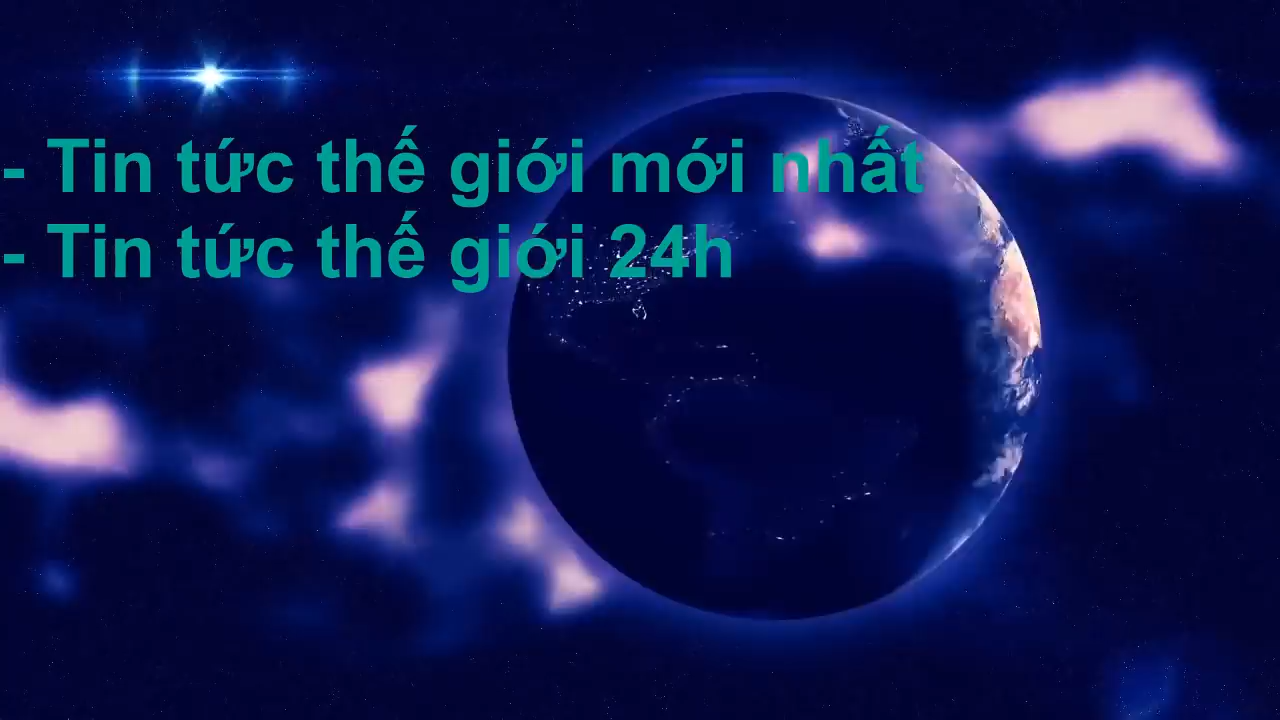 - Tin tức thế giới mới nhất
- Tin tức thế giới 24h